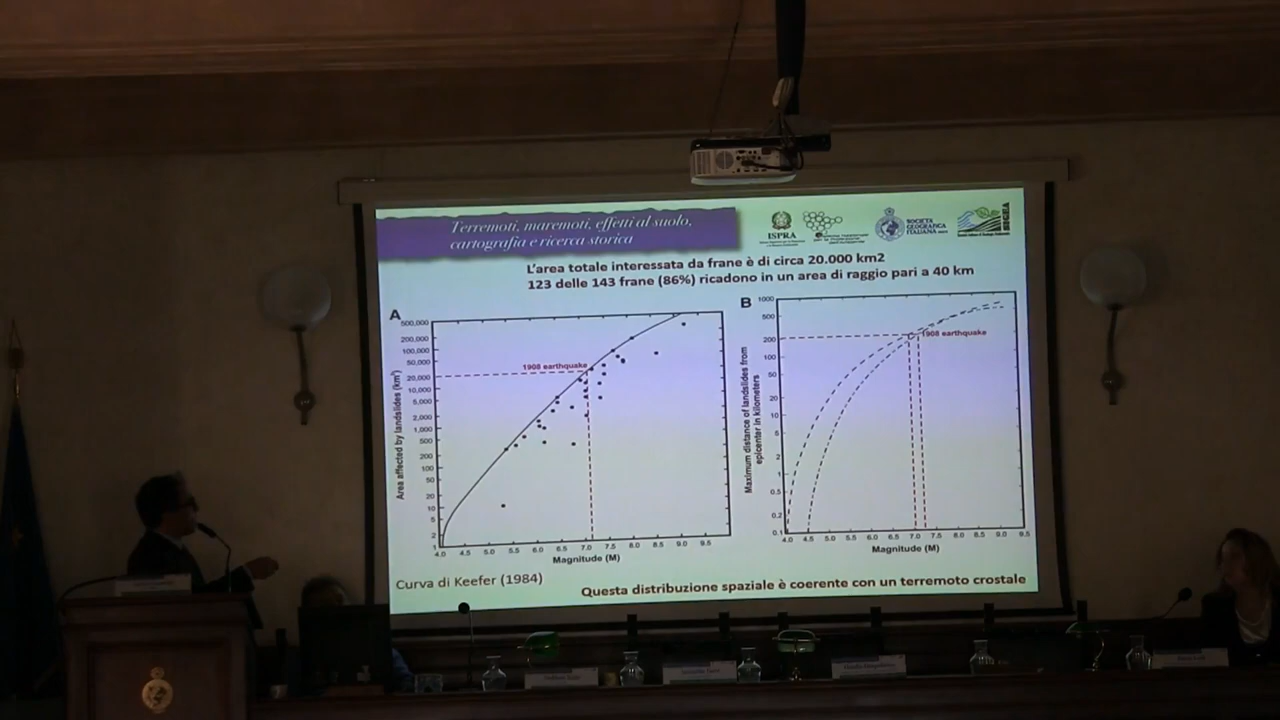 Terremoti, maremoti, effetti al suolo,
cartografia e ricerca storica
ISPRA
SOCIETÀ
GEOGRAFICA
ITALIANA
SIGEA
L'area totale interessata da frane è di circa 20.000 km2
123 delle 143 frane (86%) ricadono in un area di raggio pari a 40 km
A
500,000
200,000
100,000
50,000
20,000
10,000
5,000
2,000
1,000
500
200
100
50
20
10
5
2
1
Area affected by landslides (km²)
1908 earthquake
4.0 4.5 5.0 5.5 6.0 6.5 7.0 7.5 8.0 8.5 9.0 9.5
Magnitude (M)
B
1000
500
200
100
50
20
10
5
2
1
0.5
0.2
0.1
Maximum distance of landslides from
epicenter in kilometers
1908 earthquake
4.0 4.5 5.0 5.5 6.0 6.5 7.0 7.5 8.0 8.5 9.0 9.5
Magnitude (M)
Curva di Keefer (1984)
Questa distribuzione spaziale è coerente con un terremoto crostale